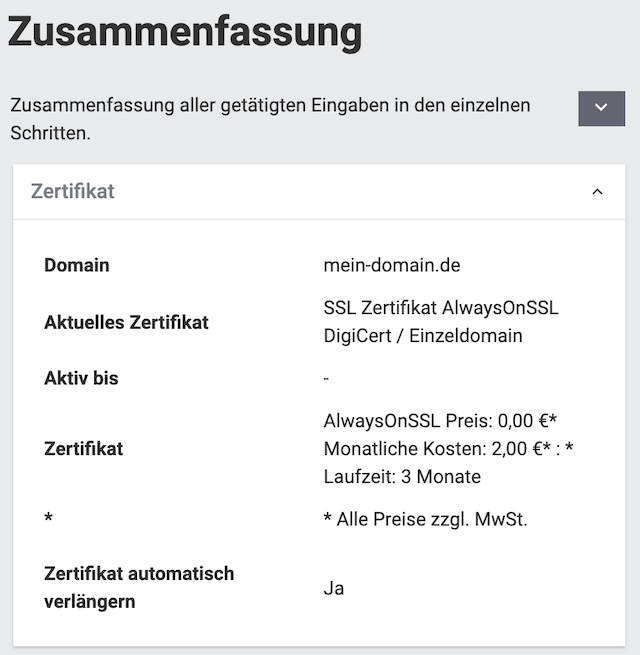 Zusammenfassung
Zusammenfassung aller getätigten Eingaben in den einzelnen
Schritten.
Zertifikat
Domain mein-domain.de
Aktuelles Zertifikat SSL Zertifikat AlwaysOnSSL
DigiCert / Einzeldomain
Aktiv bis -
Zertifikat AlwaysOnSSL Preis: 0,00 €*
Monatliche Kosten: 2,00 €* : *
Laufzeit: 3 Monate
* * Alle Preise zzgl. MwSt.
Zertifikat automatisch
verlängern Ja